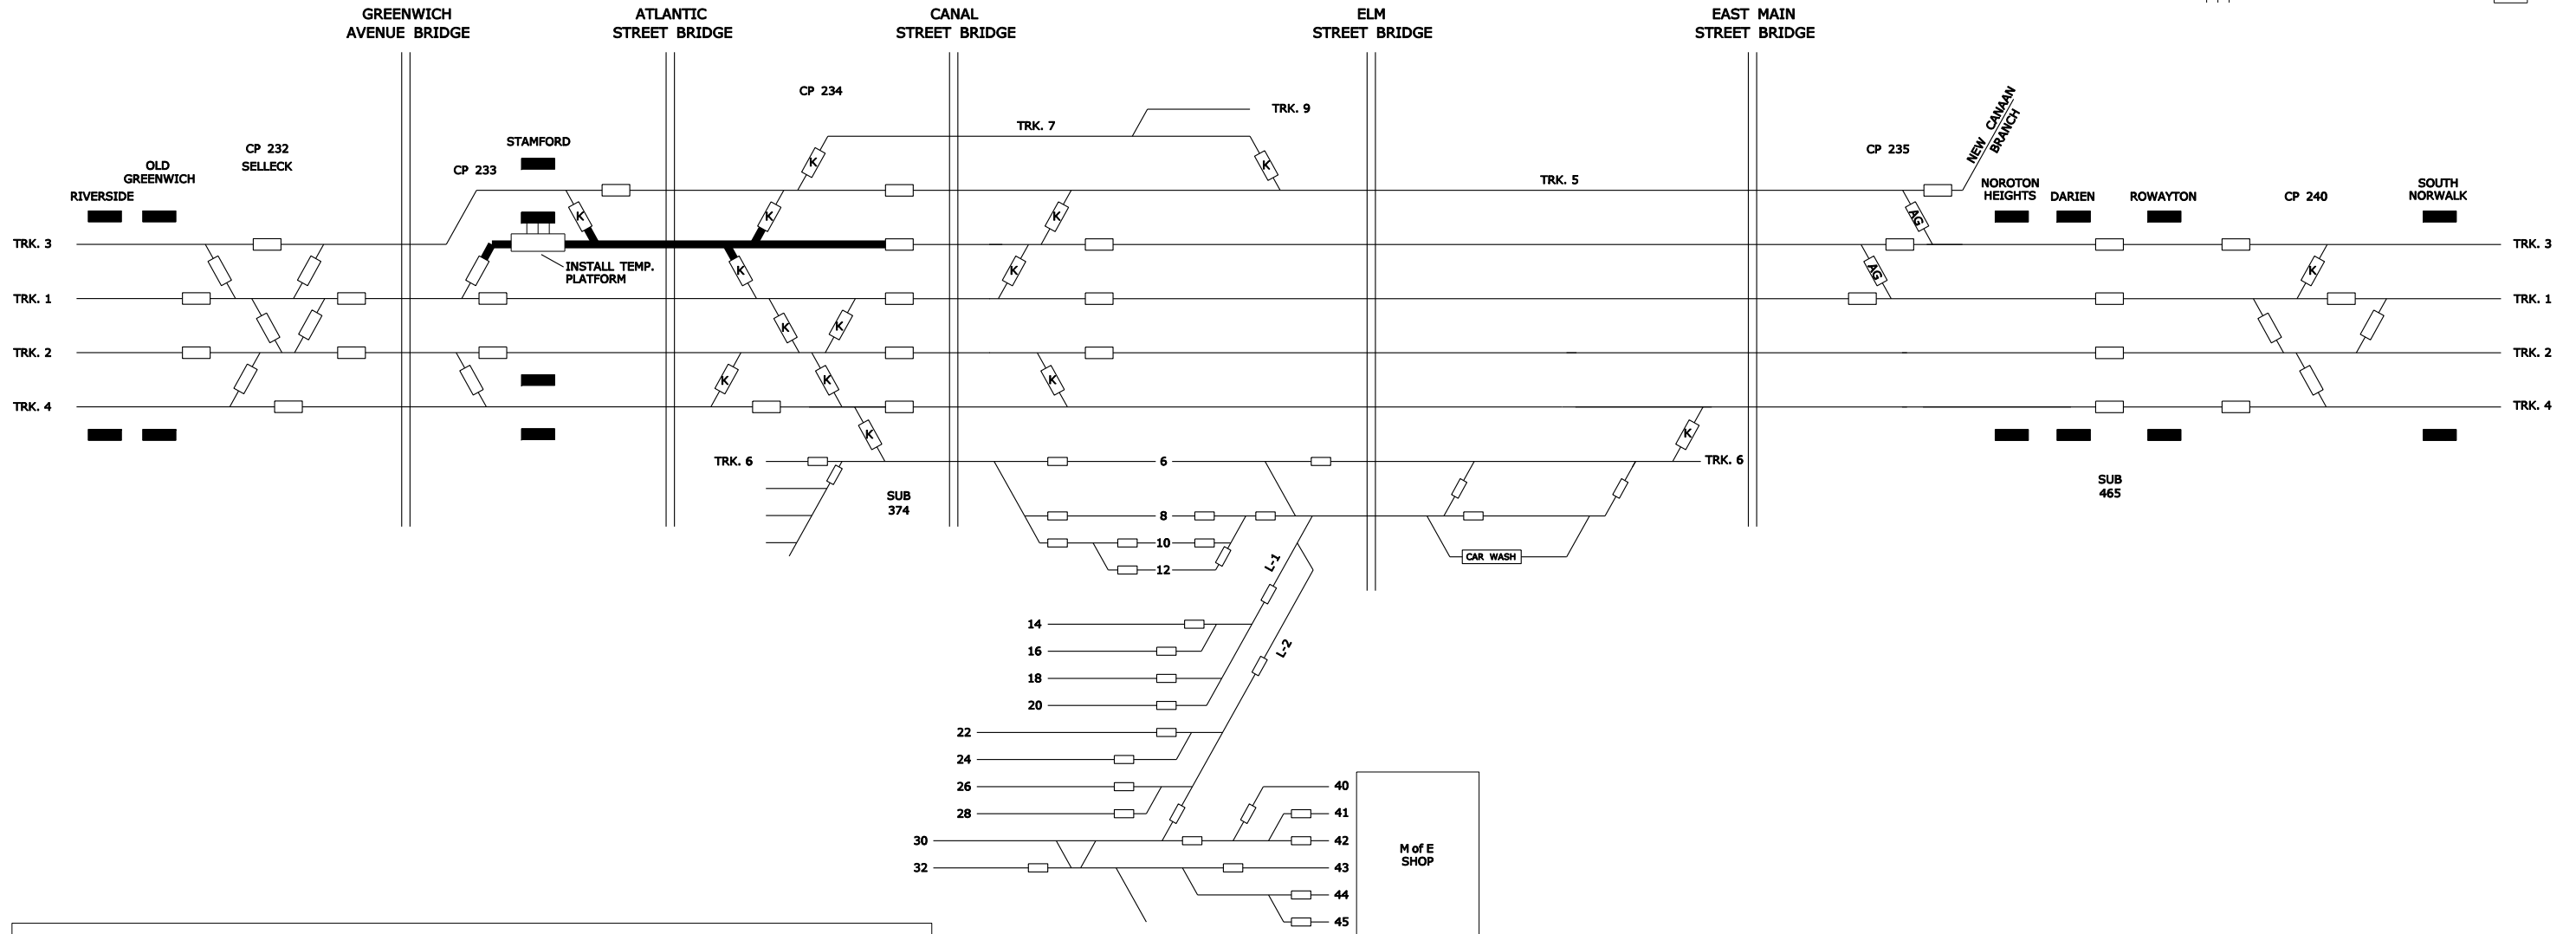 GREENWICH
AVENUE BRIDGE
ATLANTIC
STREET BRIDGE
CANAL
STREET BRIDGE
ELM
STREET BRIDGE
EAST MAIN
STREET BRIDGE
CP 234
TRK. 9
TRK. 7
NEW CANAAN
BRANCH
STAMFORD
CP 232
SELLECK
CP 235
OLD
GREENWICH
CP 233
K
K
TRK. 5
RIVERSIDE
NOROTON
HEIGHTS
DARIEN
ROWAYTON
CP 240
SOUTH
NORWALK
K
K
K
AG
TRK. 3
TRK. 3
INSTALL TEMP.
PLATFORM
K
K
AG
K
TRK. 1
TRK. 1
K
K
TRK. 2
TRK. 2
K
K
K
TRK. 4
TRK. 4
K
K
TRK. 6
6
TRK. 6
SUB
374
SUB
465
8
10
CAR WASH
12
L-1
14
16
L-2
18
20
22
24
26
40
28
41
30
42
M of E
SHOP
32
43
44
45